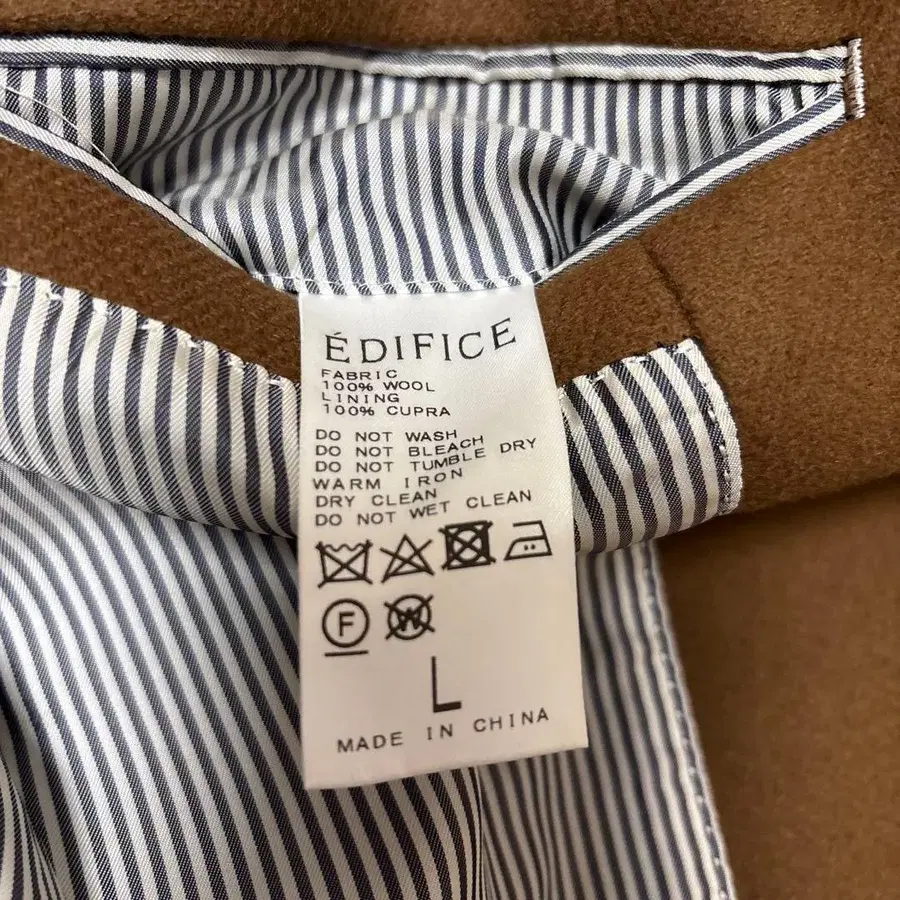 ÉDIFICE
FABRIC
100% WOOL
LINING
100% CUPRA
DO NOT WASH
DO NOT BLEACH
DO NOT TUMBLE DRY
WARM IRON
DRY CLEAN
DO NOT WET CLEAN
F W
L
MADE IN CHINA